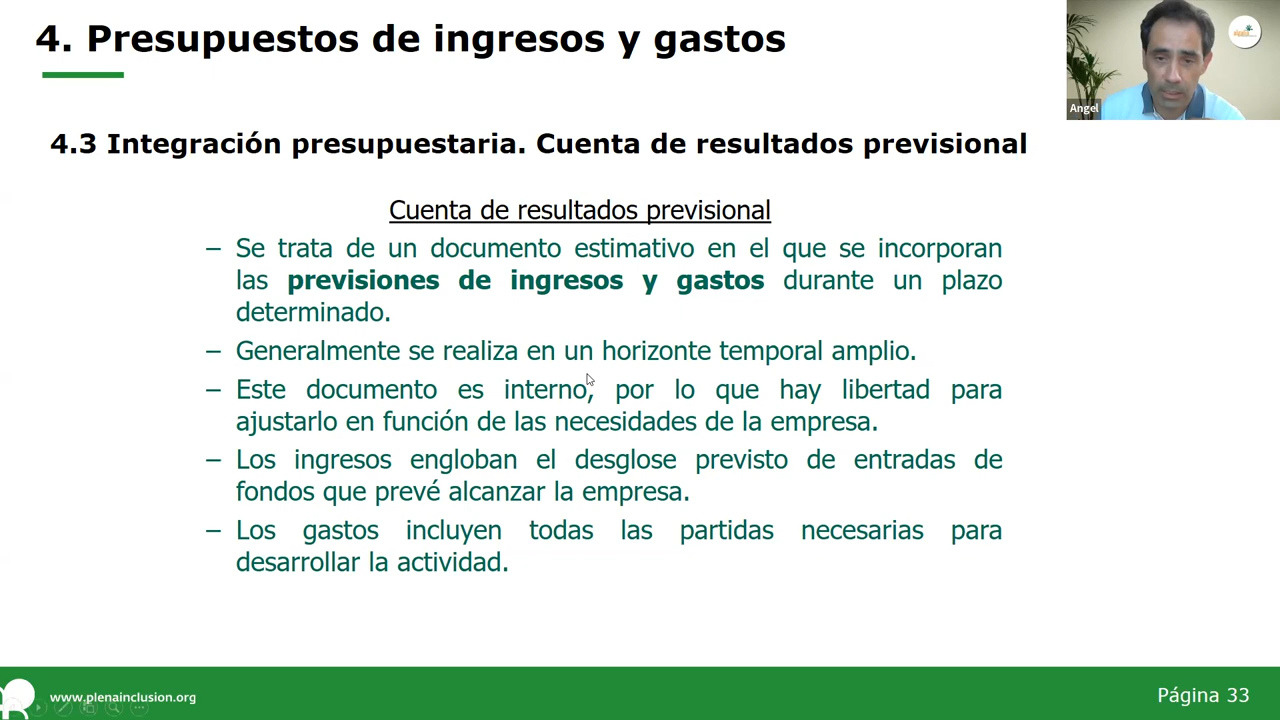 4. Presupuestos de ingresos y gastos
Angel
4.3 Integración presupuestaria. Cuenta de resultados previsional
Cuenta de resultados previsional
– Se trata de un documento estimativo en el que se incorporan
las previsiones de ingresos y gastos durante un plazo
determinado.
– Generalmente se realiza en un horizonte temporal amplio.
– Este documento es interno, por lo que hay libertad para
ajustarlo en función de las necesidades de la empresa.
– Los ingresos engloban el desglose previsto de entradas de
fondos que prevé alcanzar la empresa.
– Los gastos incluyen todas las partidas necesarias para
desarrollar la actividad.
www.plenainclusion.org
Página 33